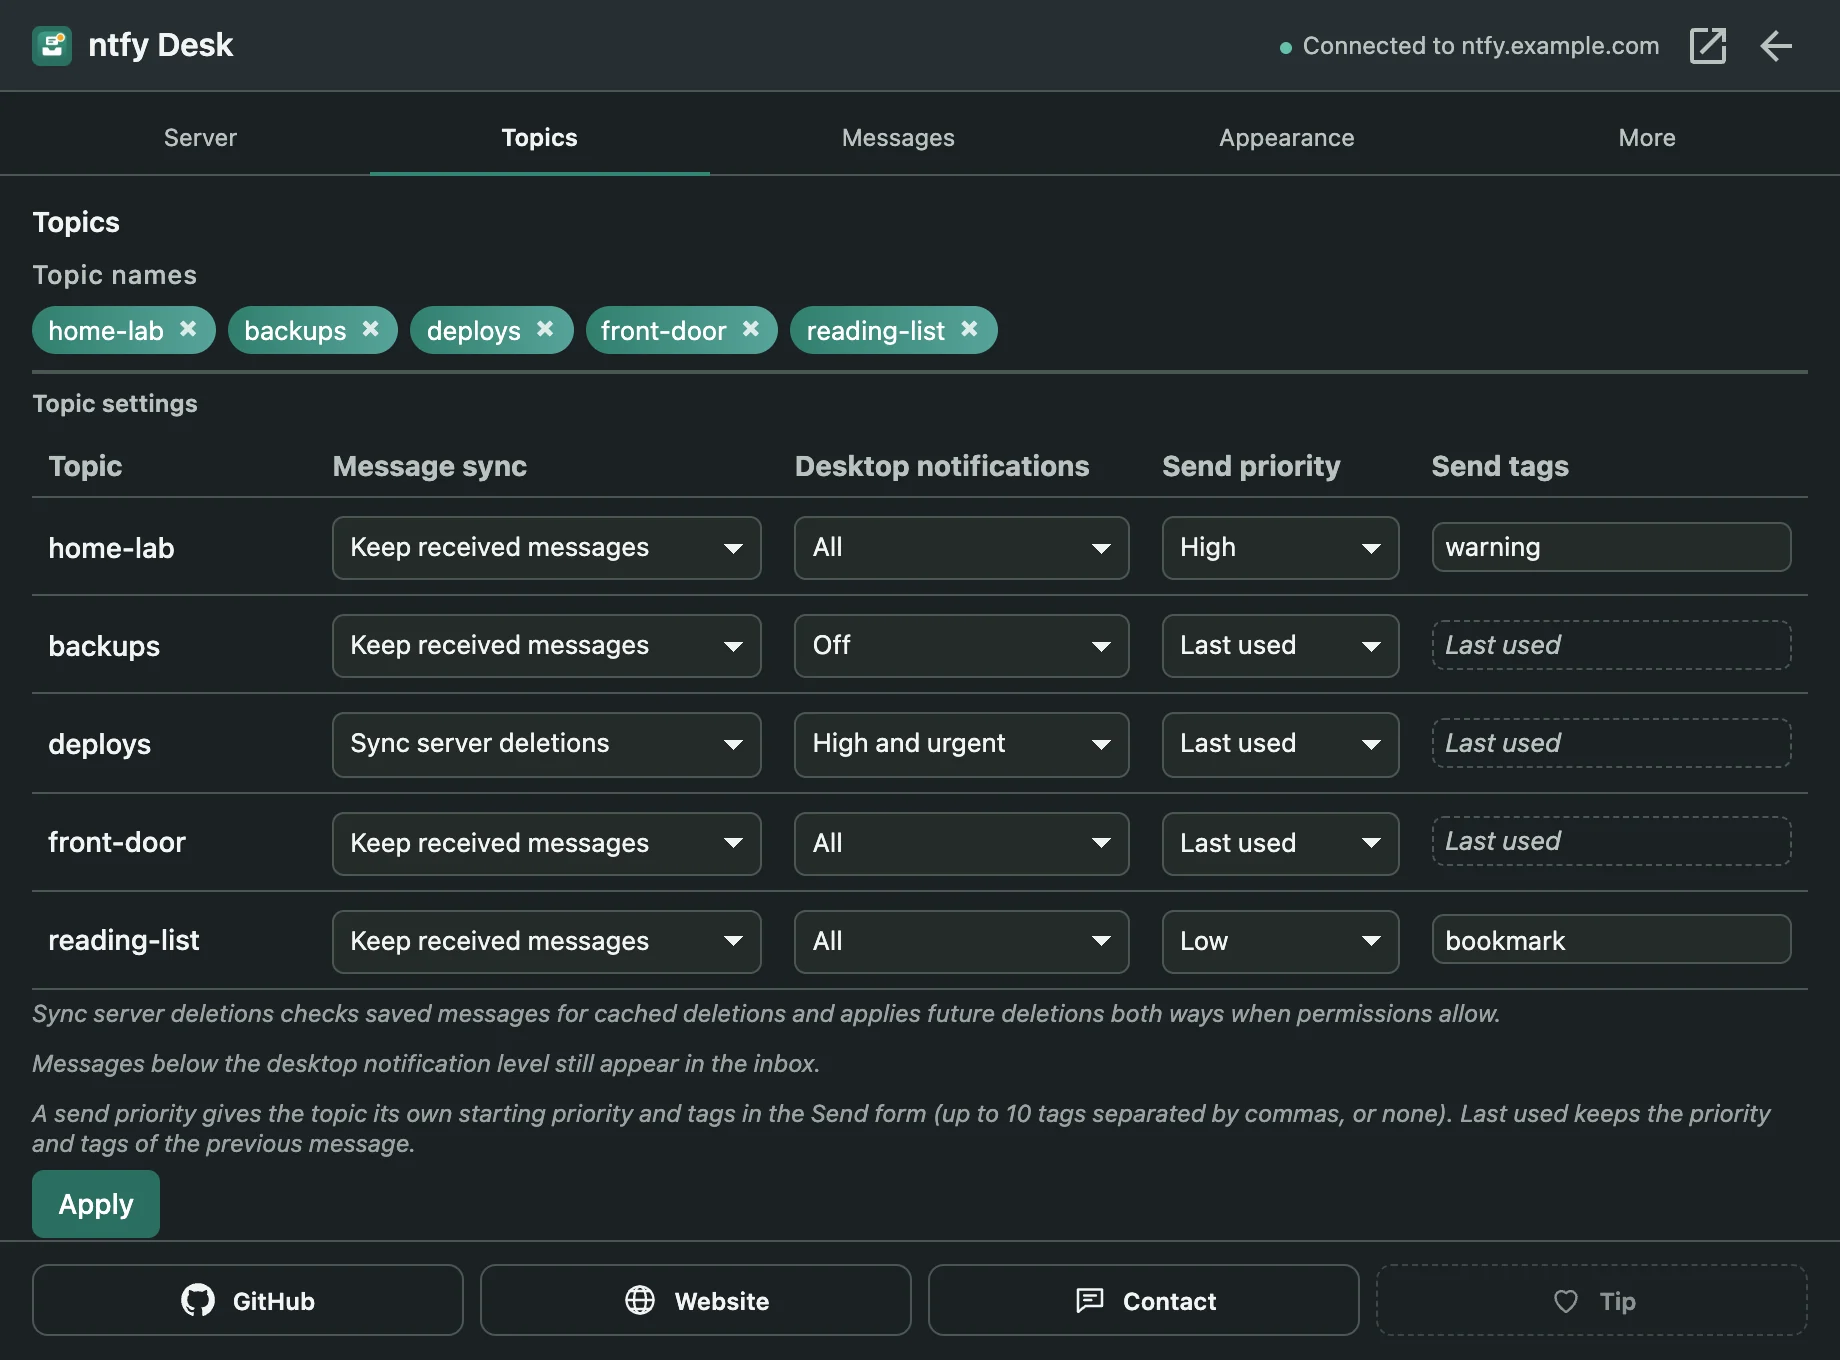 ntfy Desk
Connected to ntfy.example.com
Server Topics Messages Appearance More
Topics
Topic names
home-lab ✖ backups ✖ deploys ✖ front-door ✖ reading-list ✖
Topic settings
Topic Message sync Desktop notifications Send priority Send tags
home-lab Keep received messages All High warning
backups Keep received messages Off Last used Last used
deploys Sync server deletions High and urgent Last used Last used
front-door Keep received messages All Last used Last used
reading-list Keep received messages All Low bookmark
Sync server deletions checks saved messages for cached deletions and applies future deletions both ways when permissions allow.
Messages below the desktop notification level still appear in the inbox.
A send priority gives the topic its own starting priority and tags in the Send form (up to 10 tags separated by commas, or none). Last used keeps the priority
and tags of the previous message.
Apply
GitHub Website Contact Tip